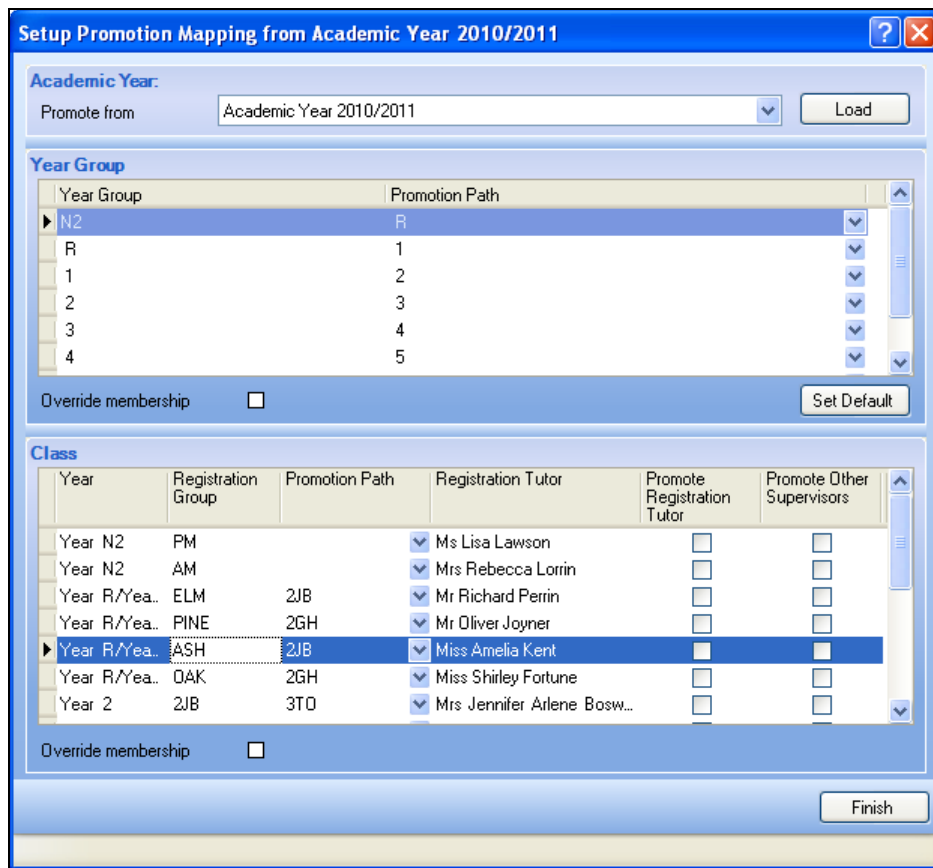 Setup Promotion Mapping from Academic Year 2010/2011
Academic Year:
Promote from Academic Year 2010/2011 Load
Year Group
Year Group Promotion Path
N2 R
R 1
1 2
2 3
3 4
4 5
Override membership Set Default
Class
Year Registration Group Promotion Path Registration Tutor Promote Registration Tutor Promote Other Supervisors
Year N2 PM Ms Lisa Lawson
Year N2 AM Mrs Rebecca Lorrin
Year R/Yea.. ELM 2JB Mr Richard Perrin
Year R/Yea.. PINE 2GH Mr Oliver Joyner
Year R/Yea.. ASH 2JB Miss Amelia Kent
Year R/Yea.. OAK 2GH Miss Shirley Fortune
Year 2 2JB 3TO Mrs Jennifer Arlene Bosw...
Override membership
Finish